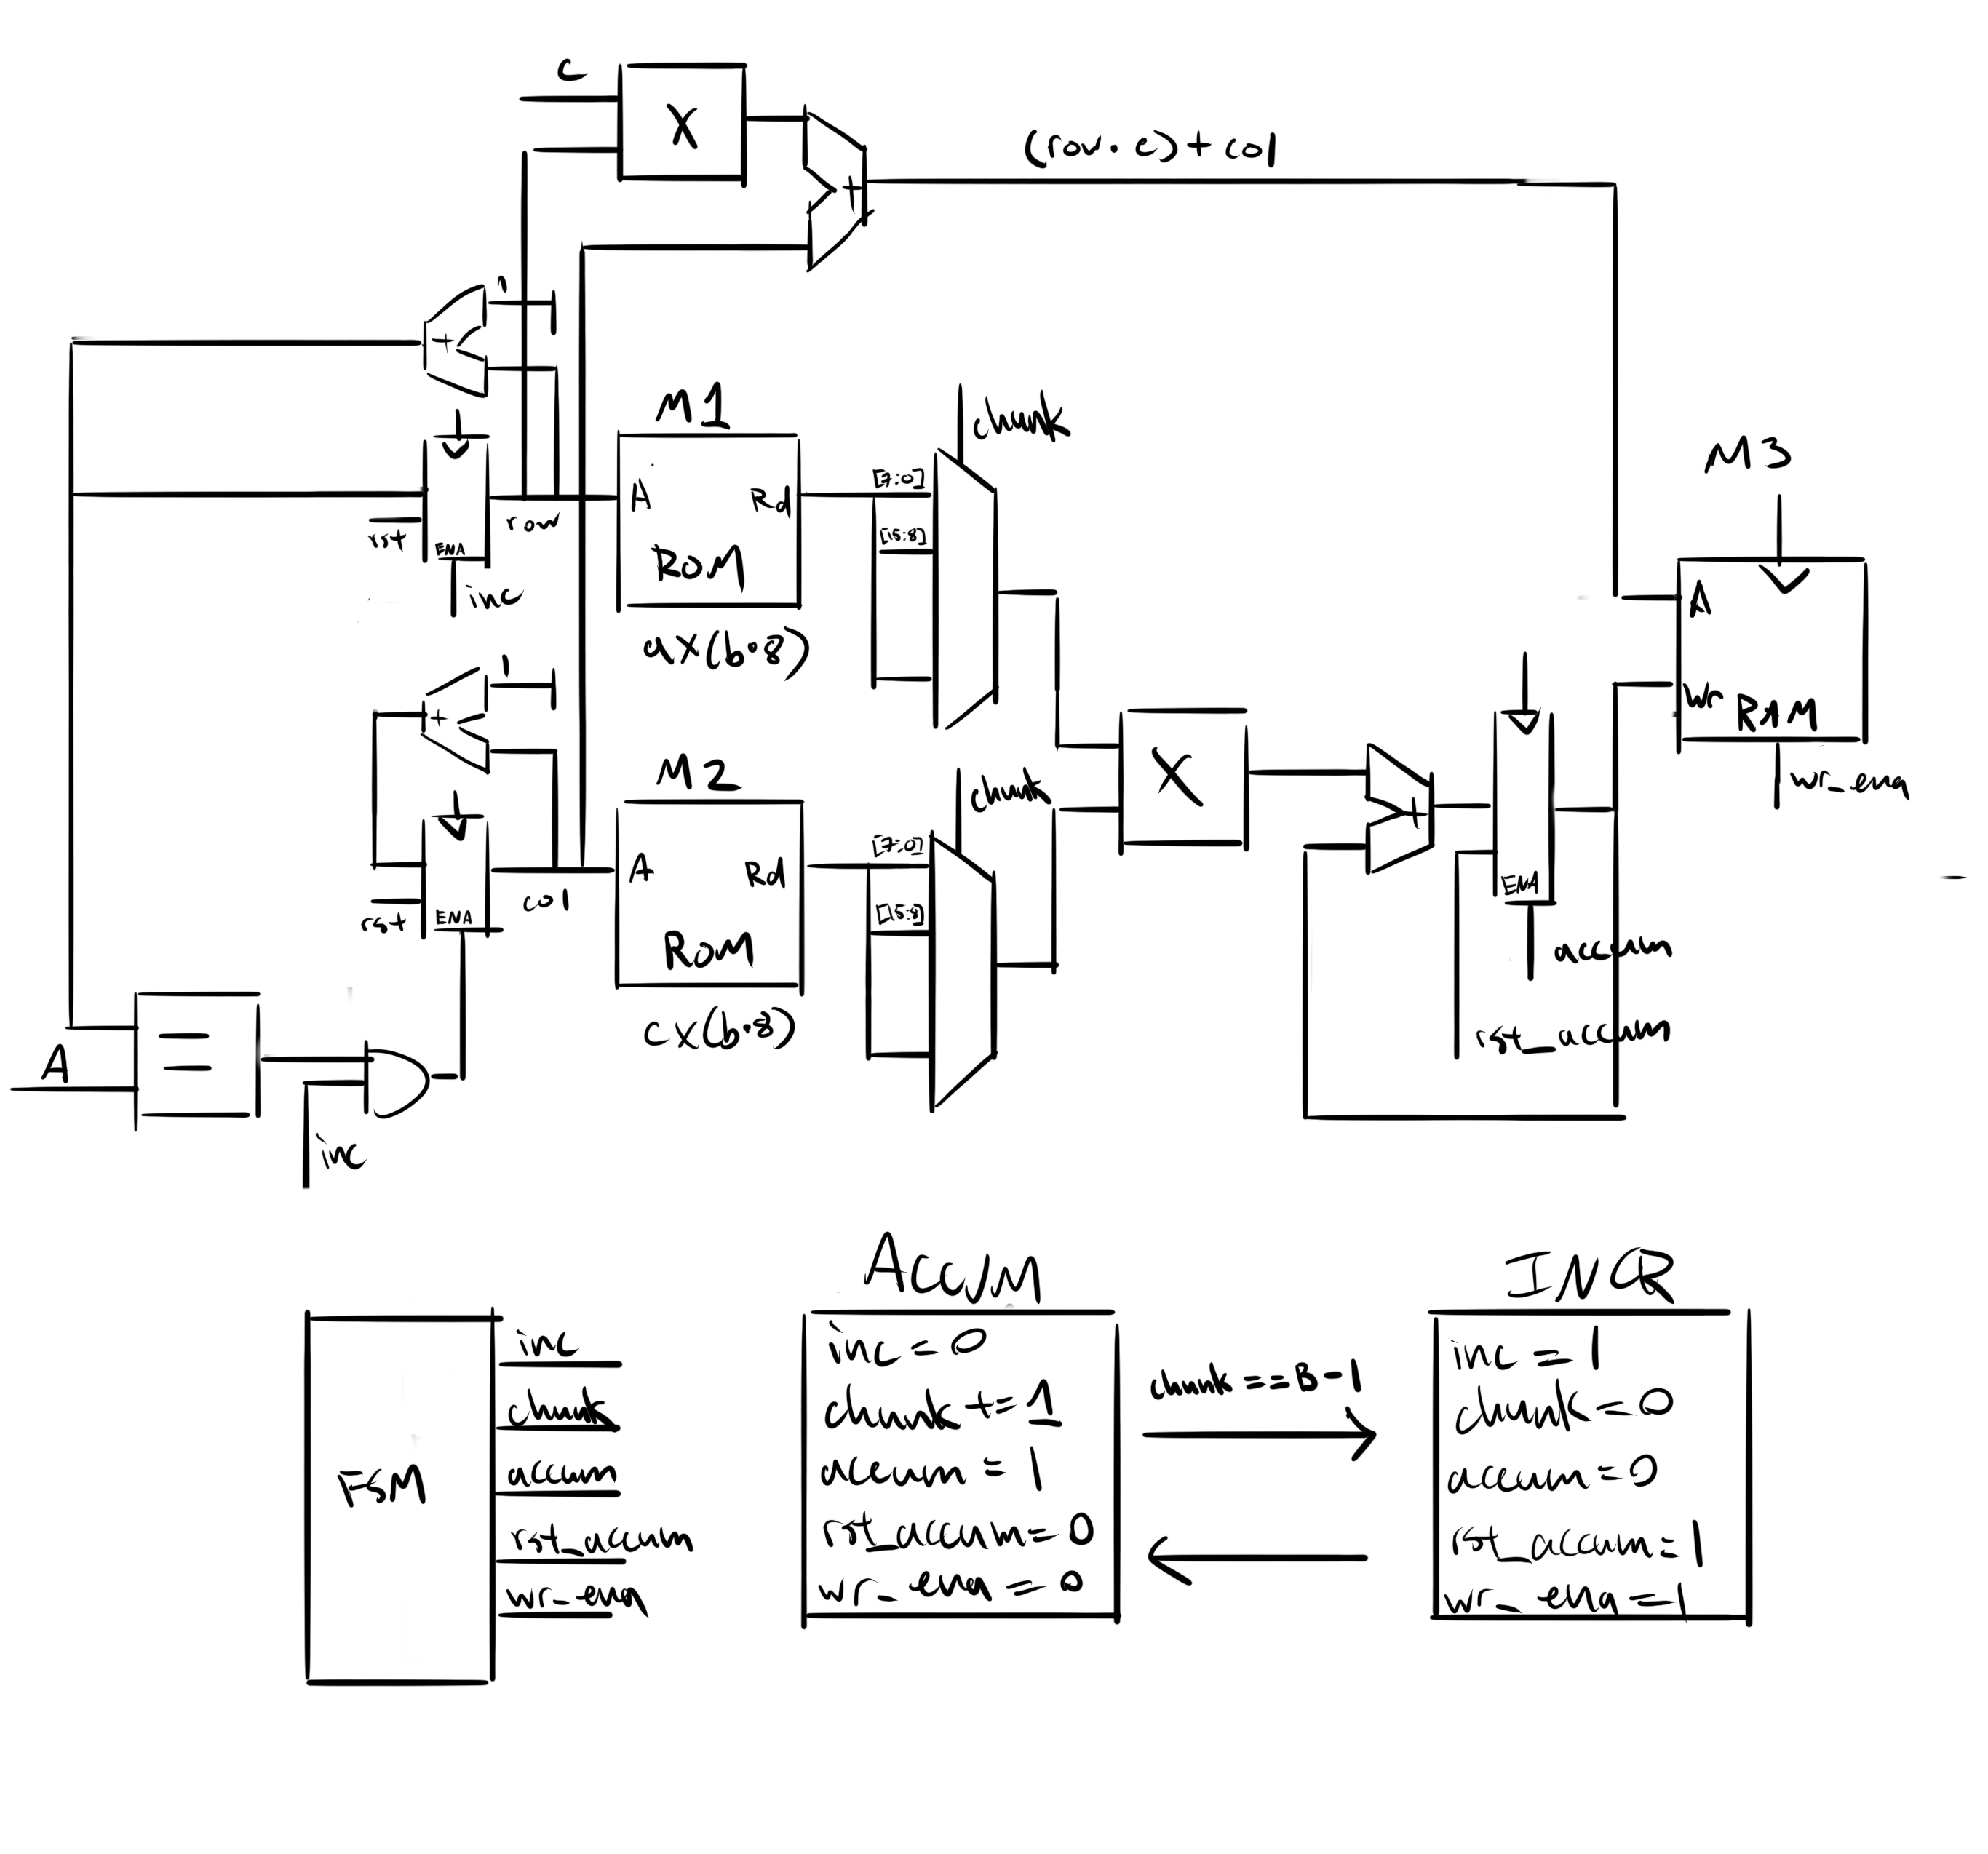 C
X
+
(row·c)+col
1
+
M1
chunk
M3
A
Rd
[7:0]
[15:8]
rst
ENA
row
ROM
inc
ax(b·8)
A
Wr
RAM
wr_ena
1
+
M2
chunk
X
+
[7:0]
A
Rd
[15:8]
rst
ENA
col
ROM
ENA
accum
cx(b·8)
rst_accum
A
=
inc
FSM
inc
chunk
accum
rst_accum
wr_ena
ACCUM
inc=0
chunk+=1
accum=1
rst_accum=0
wr_ena=0
chunk==B-1
INCR
inc=1
chunk=0
accum=0
rst_accum=1
wr_ena=1